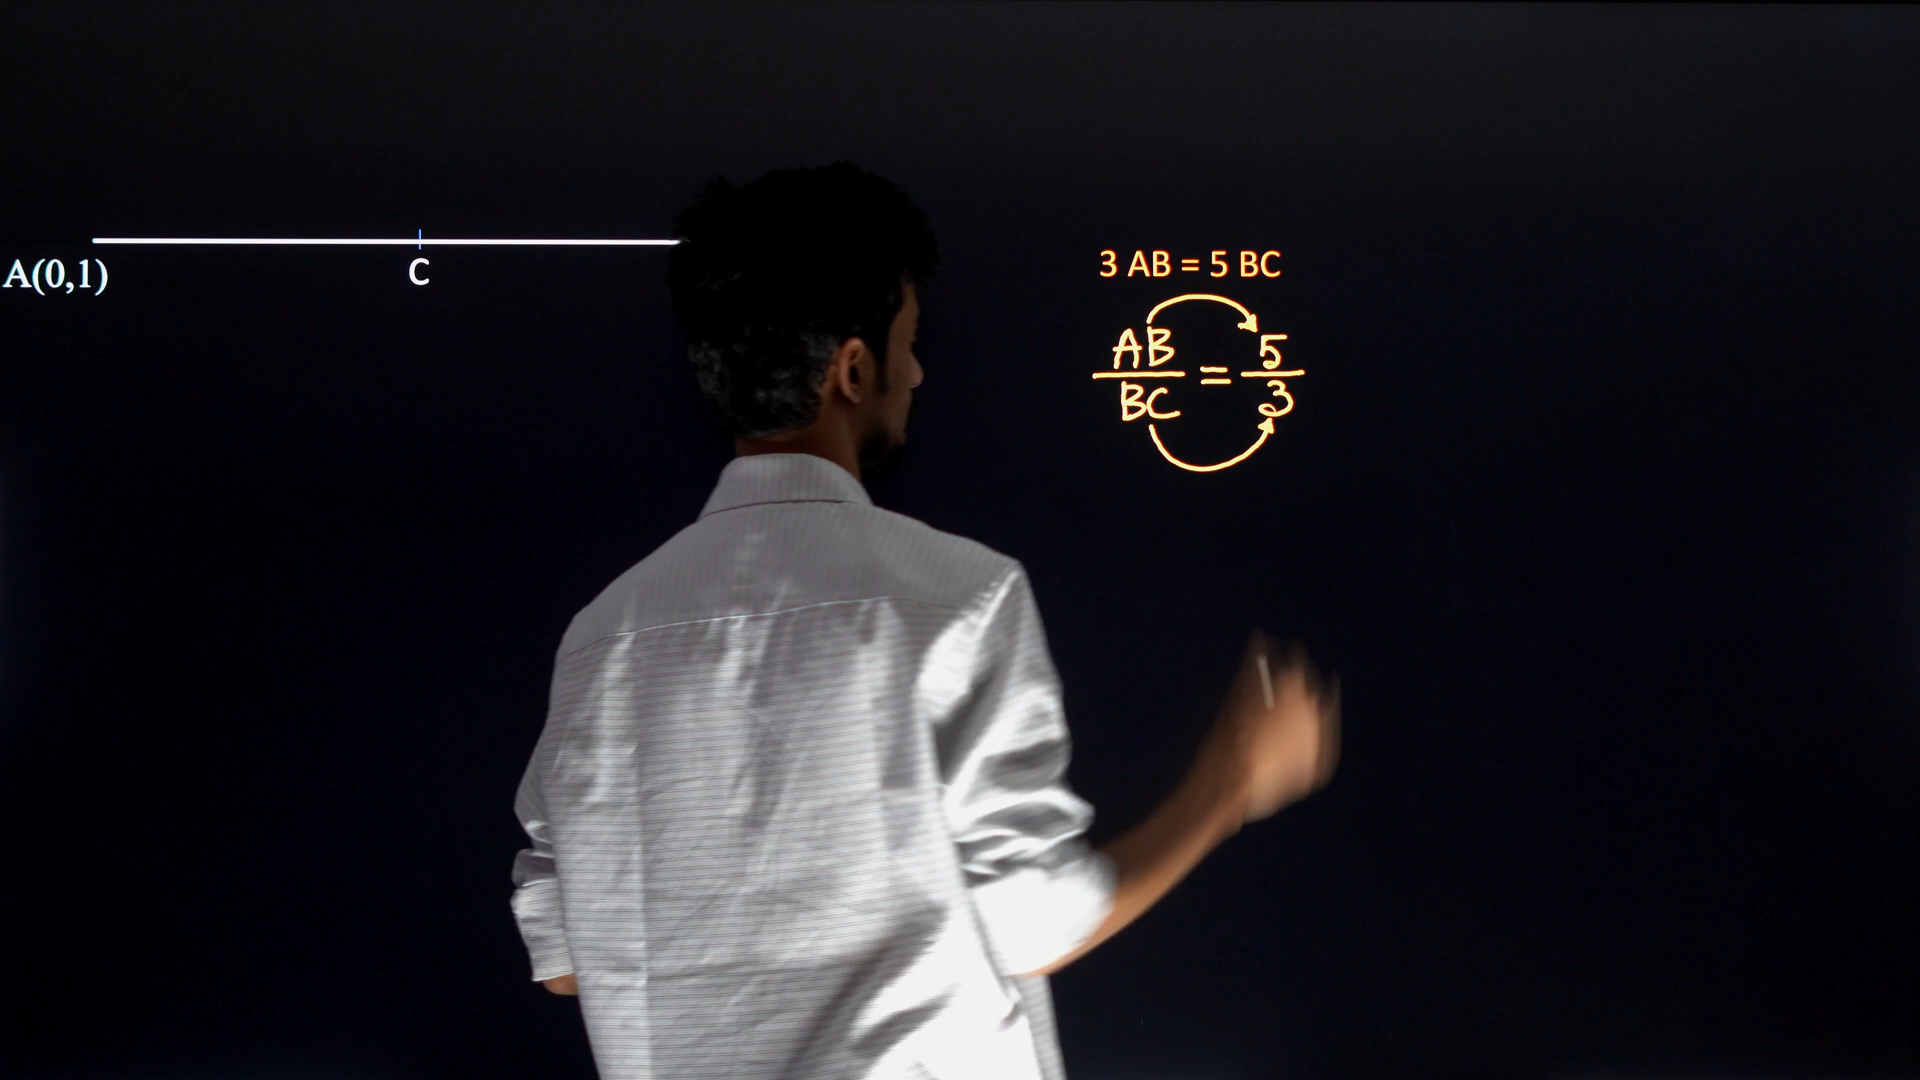 A(0,1)
C
3 AB = 5 BC
AB/BC = 5/3